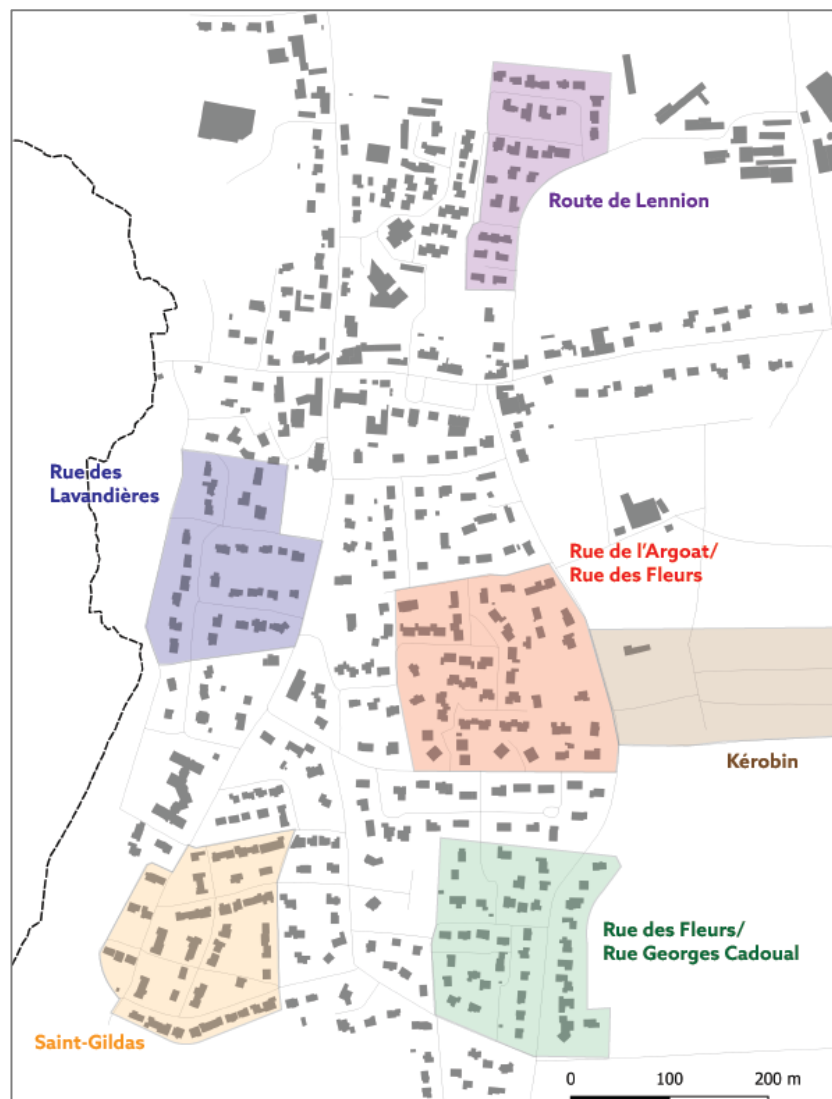 Route de Lennion
Rue des
Lavandières
Rue de l'Argoat/
Rue des Fleurs
Kérobin
Rue des Fleurs/
Rue Georges Cadoual
Saint-Gildas
0 100 200 m